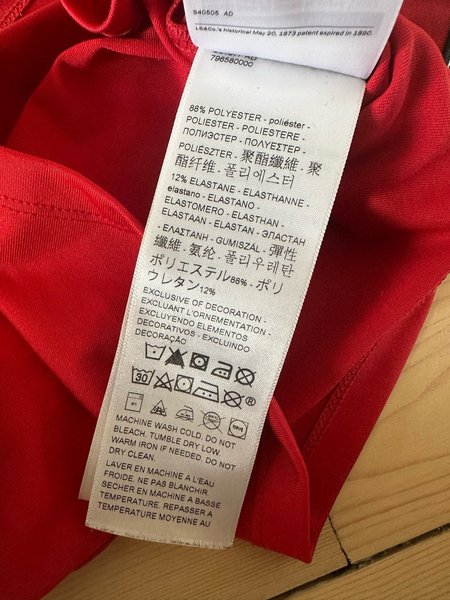 S40505 AD
LS&Co.'s historical May 20, 1873 patent expired in 1890.
796580000
88% POLYESTER - poliéster -
POLIESTER - POLIESTERE -
ПОЛИЭСТЕР - ПОЛУЕСТЕР -
POLIÉSZTER - 聚酯纖維 - 聚
酯纤维 - 폴리에스터
12% ELASTANE - ELASTHANNE -
elastano - ELASTANO -
ELASTOMERO - ELASTHAN -
ELASTAAN - ELASTAN - ЭЛАСТАН
- ΕΛΑΣΤΑΝΗ - GUMISZÁL - 彈性
纖維 - 氨纶 - 폴리우레탄
ポリエステル88% - ポリ
ウレタン12%
EXCLUSIVE OF DECORATION -
EXCLUANT L'ORNEMENTATION -
EXCLUYENDO ELEMENTOS
DECORATIVOS - EXCLUINDO
DECORAÇÃO
30
MACHINE WASH COLD. DO NOT
BLEACH. TUMBLE DRY LOW.
WARM IRON IF NEEDED. DO NOT
DRY CLEAN.
LAVER EN MACHINE A L'EAU
FROIDE. NE PAS BLANCHIR
SECHER EN MACHINE A BASSE
TEMPERATURE. REPASSER A
TEMPERATURE MOYENNE AU